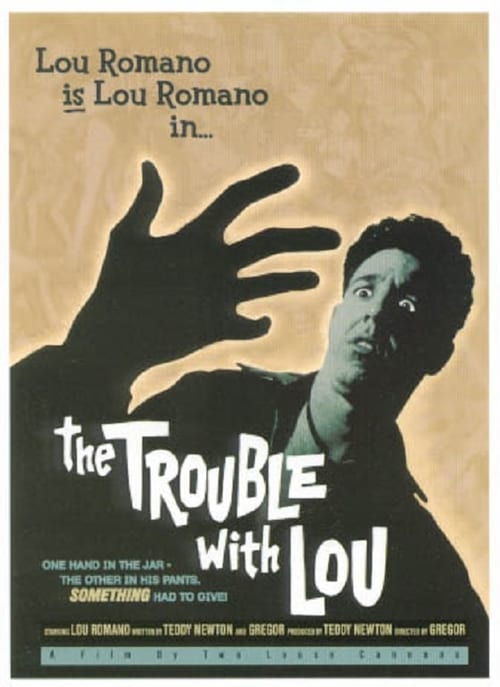 Lou Romano
is Lou Romano
in...
the TROUBLE
with LOU
ONE HAND IN THE JAR -
THE OTHER IN HIS PANTS.
SOMETHING HAD TO GIVE!
STARRING LOU ROMANO WRITTEN BY TEDDY NEWTON AND GREGOR PRODUCED BY TEDDY NEWTON DIRECTED BY GREGOR
A Film By Two Loose Cannons